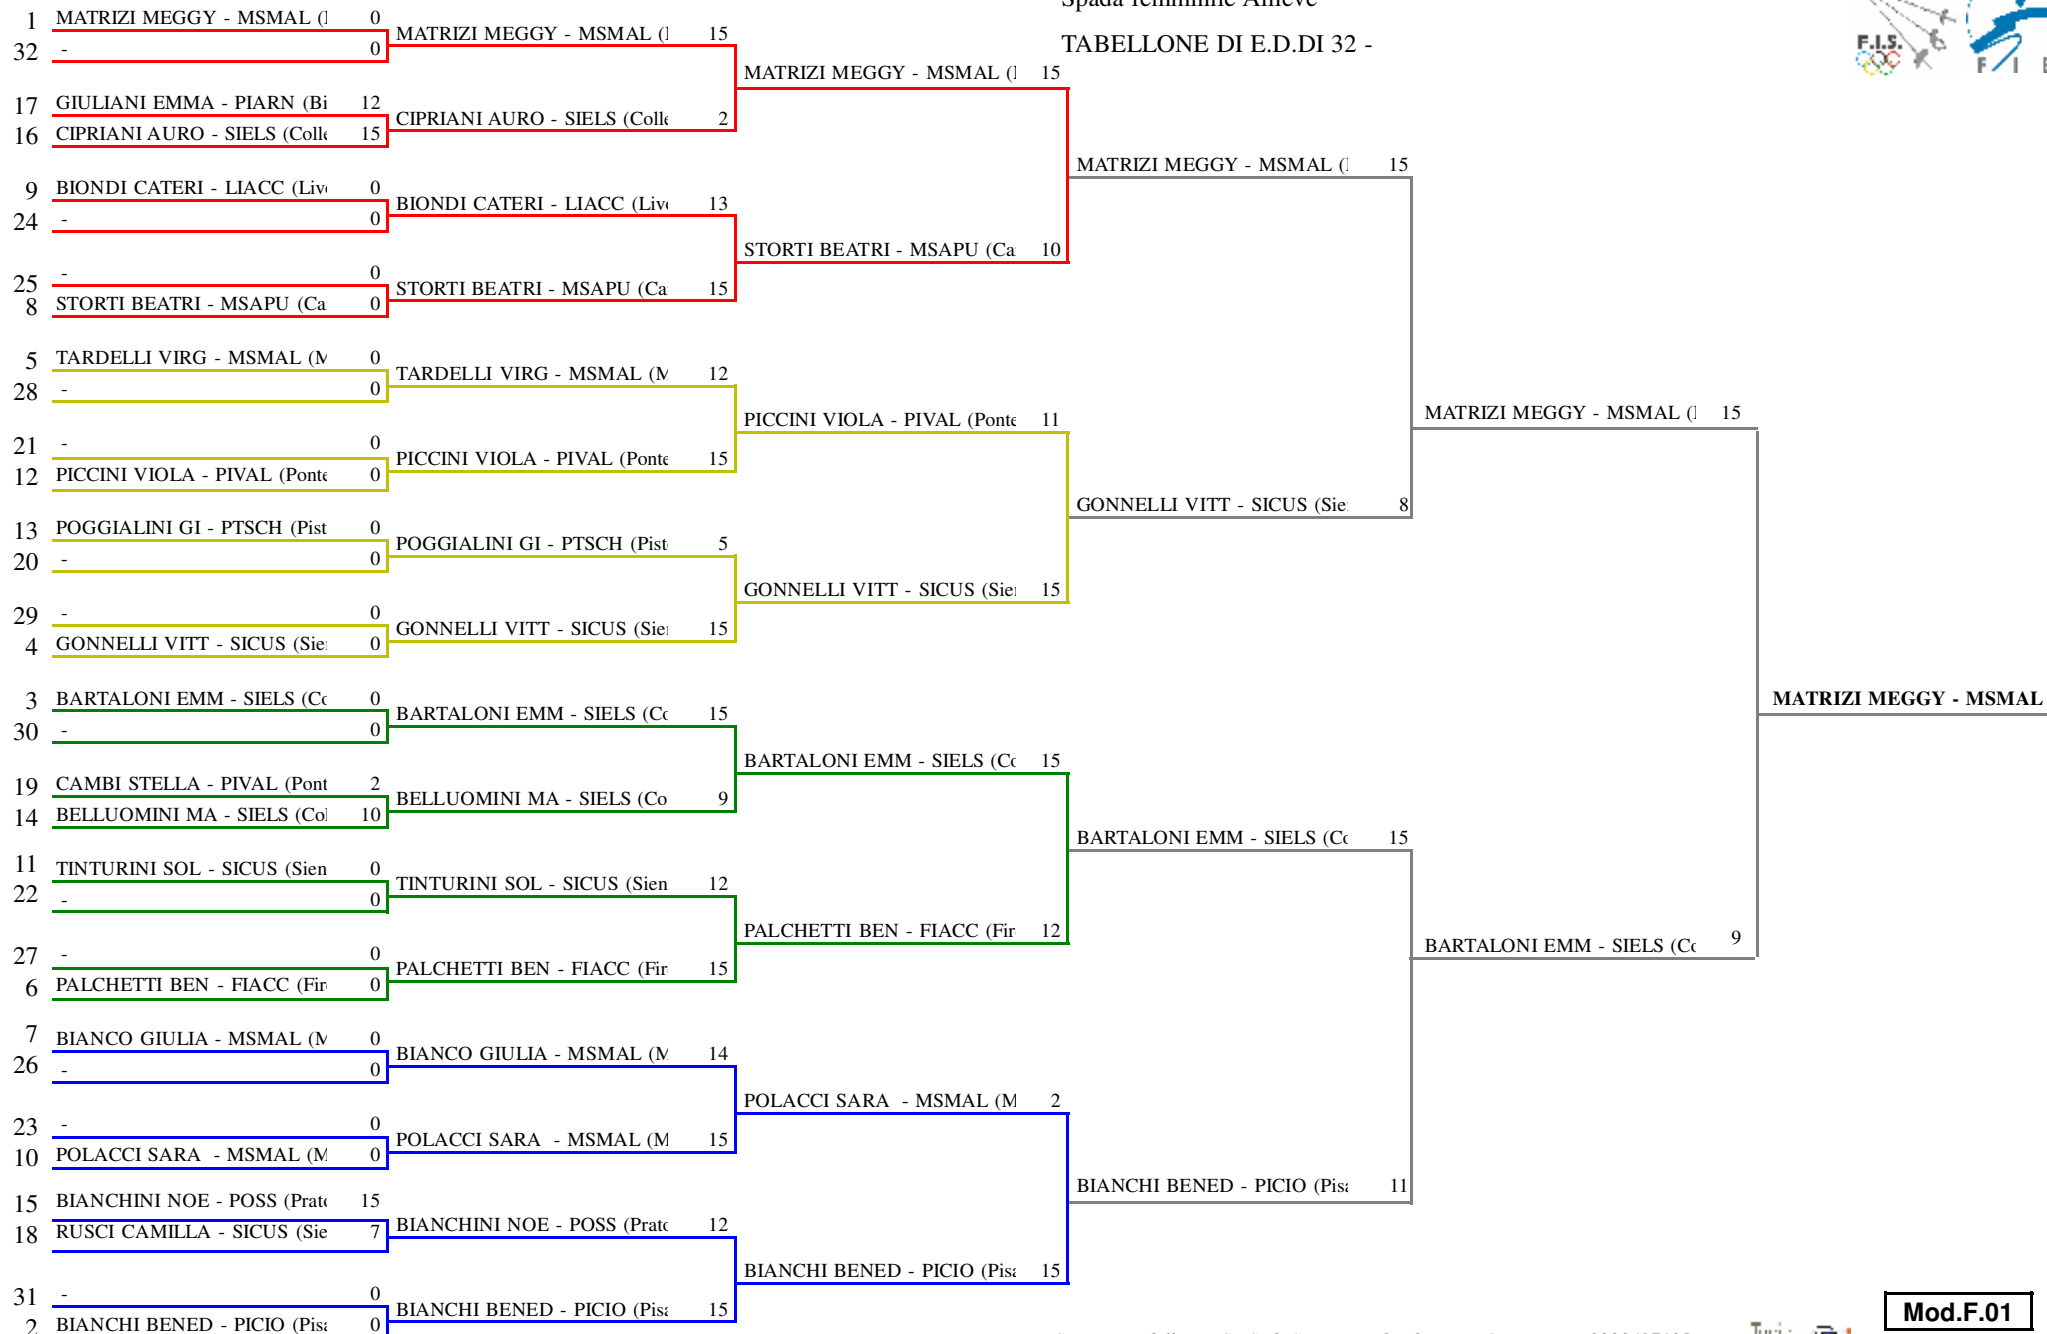 Spada femminile Allieve
TABELLONE DI E.D.DI 32 -
F.I.S.
F I E
1 MATRIZI MEGGY - MSMAL ( 0
32 - 0
17 GIULIANI EMMA - PIARN (Bi 12
16 CIPRIANI AURO - SIELS (Coll 15
9 BIONDI CATERI - LIACC (Liv 0
24 - 0
25 - 0
8 STORTI BEATRI - MSAPU (Ca 0
5 TARDELLI VIRG - MSMAL (M 0
28 - 0
21 - 0
12 PICCINI VIOLA - PIVAL (Ponte 0
13 POGGIALINI GI - PTSCH (Pist 0
20 - 0
29 - 0
4 GONNELLI VITT - SICUS (Sie 0
3 BARTALONI EMM - SIELS (Co 0
30 - 0
19 CAMBI STELLA - PIVAL (Pont 2
14 BELLUOMINI MA - SIELS (Col 10
11 TINTURINI SOL - SICUS (Sien 0
22 - 0
27 - 0
6 PALCHETTI BEN - FIACC (Fir 0
7 BIANCO GIULIA - MSMAL (M 0
26 - 0
23 - 0
10 POLACCI SARA - MSMAL (M 0
15 BIANCHINI NOE - POSS (Prato 15
18 RUSCI CAMILLA - SICUS (Sie 7
31 - 0
2 BIANCHI BENED - PICIO (Pisa 0
MATRIZI MEGGY - MSMAL ( 15
CIPRIANI AURO - SIELS (Colle 2
BIONDI CATERI - LIACC (Liv 13
STORTI BEATRI - MSAPU (Ca 15
TARDELLI VIRG - MSMAL (M 12
PICCINI VIOLA - PIVAL (Ponte 15
POGGIALINI GI - PTSCH (Pist 5
GONNELLI VITT - SICUS (Sie 15
BARTALONI EMM - SIELS (Co 15
BELLUOMINI MA - SIELS (Co 9
TINTURINI SOL - SICUS (Sien 12
PALCHETTI BEN - FIACC (Fir 15
BIANCO GIULIA - MSMAL (M 14
POLACCI SARA - MSMAL (M 15
BIANCHINI NOE - POSS (Prato 12
BIANCHI BENED - PICIO (Pisa 15
MATRIZI MEGGY - MSMAL ( 15
STORTI BEATRI - MSAPU (Ca 10
PICCINI VIOLA - PIVAL (Ponte 11
GONNELLI VITT - SICUS (Sie 15
BARTALONI EMM - SIELS (Co 15
PALCHETTI BEN - FIACC (Fir 12
POLACCI SARA - MSMAL (M 2
BIANCHI BENED - PICIO (Pisa 15
MATRIZI MEGGY - MSMAL ( 15
GONNELLI VITT - SICUS (Sie 8
BARTALONI EMM - SIELS (Co 15
BIANCHI BENED - PICIO (Pisa 11
MATRIZI MEGGY - MSMAL ( 15
BARTALONI EMM - SIELS (Co 9
MATRIZI MEGGY - MSMAL
Mod.F.01